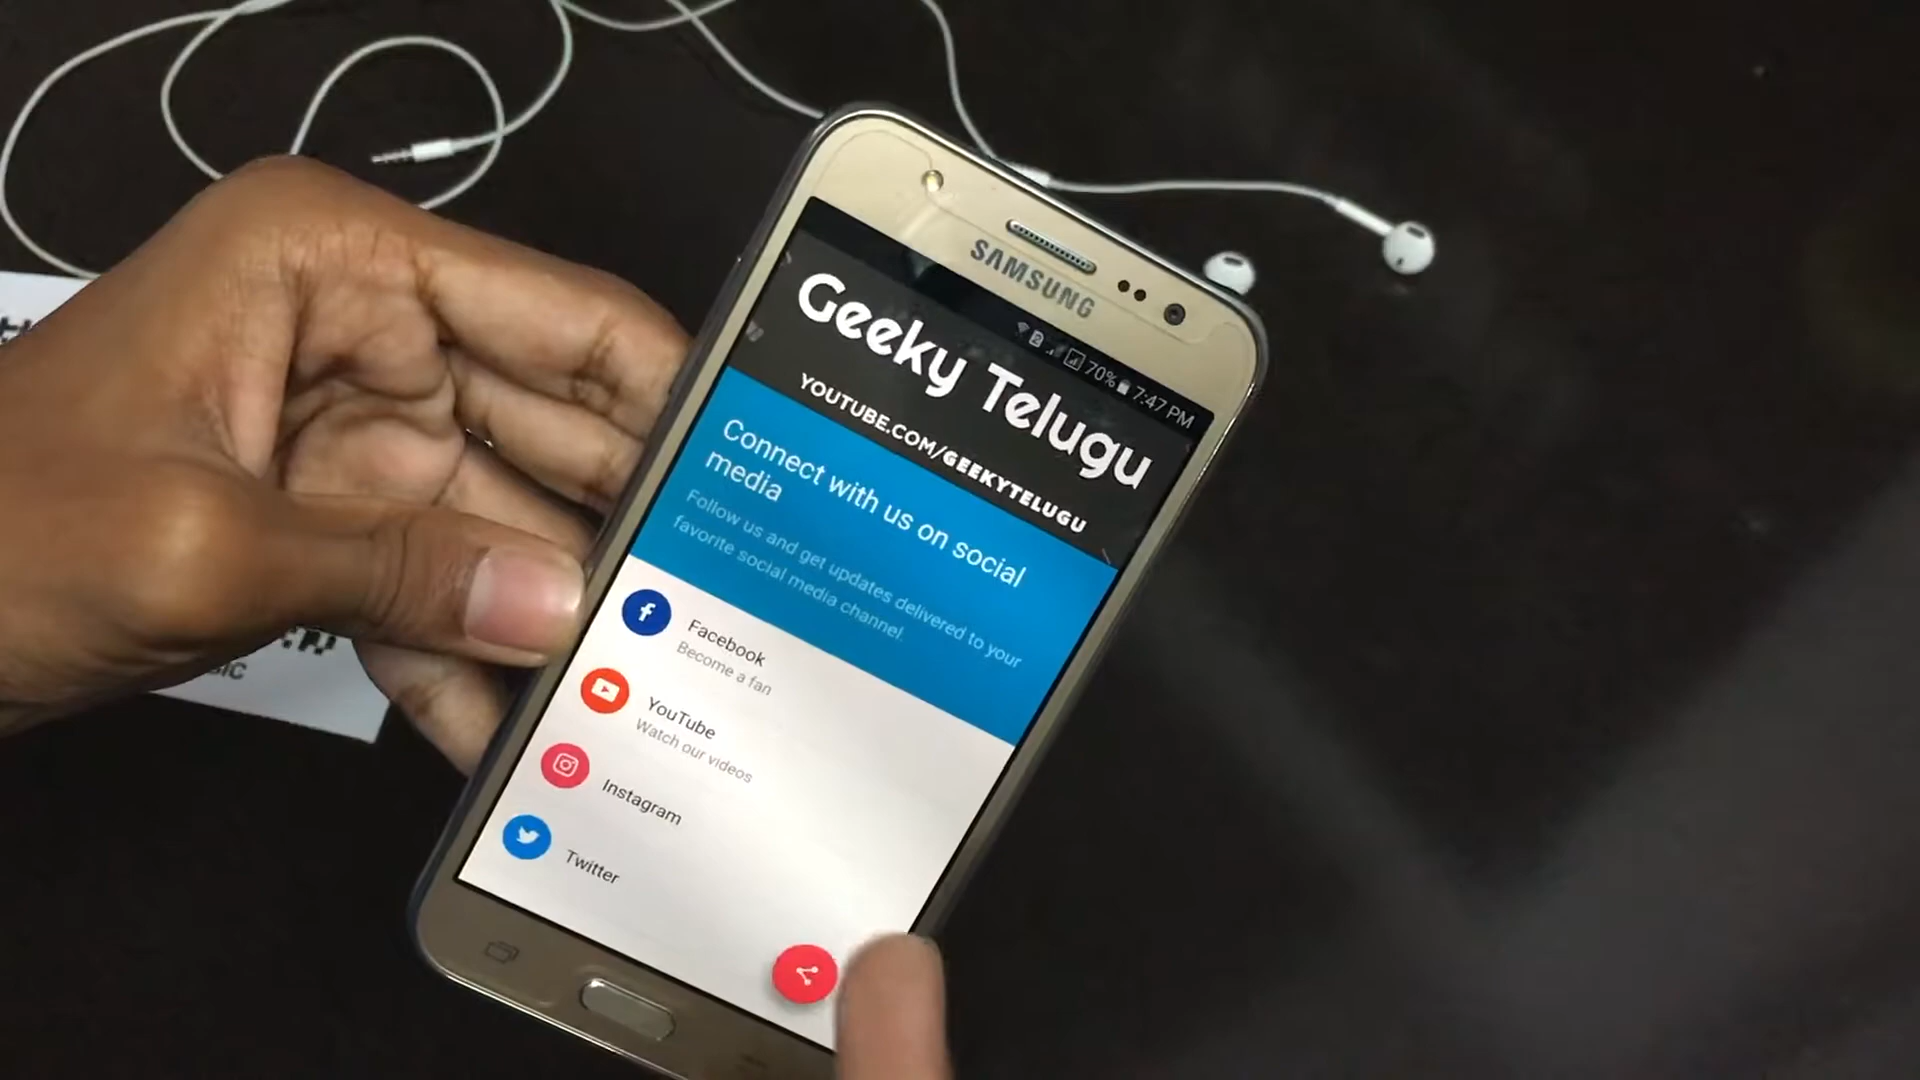 SAMSUNG
70% 7:47 PM
Geeky Telugu
YOUTUBE.COM/GEEKYTELUGU
Connect with us on social
media
Follow us and get updates delivered to your
favorite social media channel.
Facebook
Become a fan
YouTube
Watch our videos
Instagram
Twitter